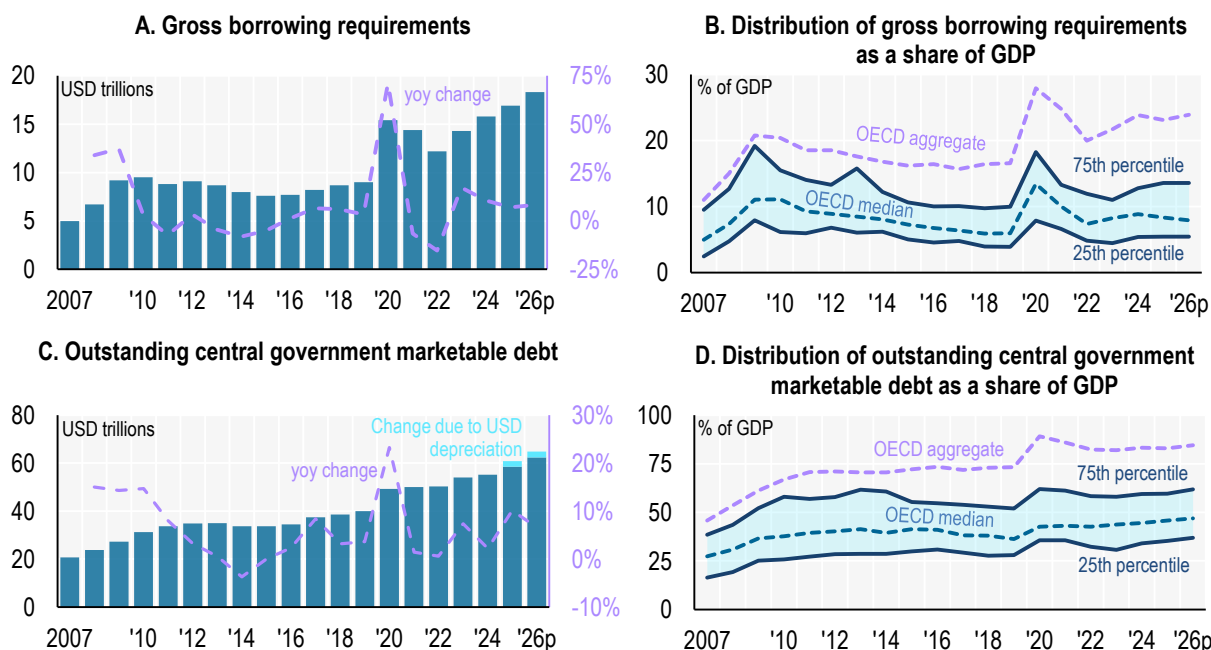 A. Gross borrowing requirements
USD trillions
yoy change
20
15
10
5
0
75%
50%
25%
0%
-25%
2007 '10 '12 '14 '16 '18 '20 '22 '24 '26p
B. Distribution of gross borrowing requirements
as a share of GDP
% of GDP
30
20
10
0
OECD aggregate
75th percentile
OECD median
25th percentile
2007 '10 '12 '14 '16 '18 '20 '22 '24 '26p
C. Outstanding central government marketable debt
USD trillions
Change due to USD
depreciation
yoy change
80
60
40
20
0
30%
20%
10%
0%
-10%
2007 '10 '12 '14 '16 '18 '20 '22 '24 '26p
D. Distribution of outstanding central government
marketable debt as a share of GDP
% of GDP
100
75
50
25
0
OECD aggregate
75th percentile
OECD median
25th percentile
2007 '10 '12 '14 '16 '18 '20 '22 '24 '26p